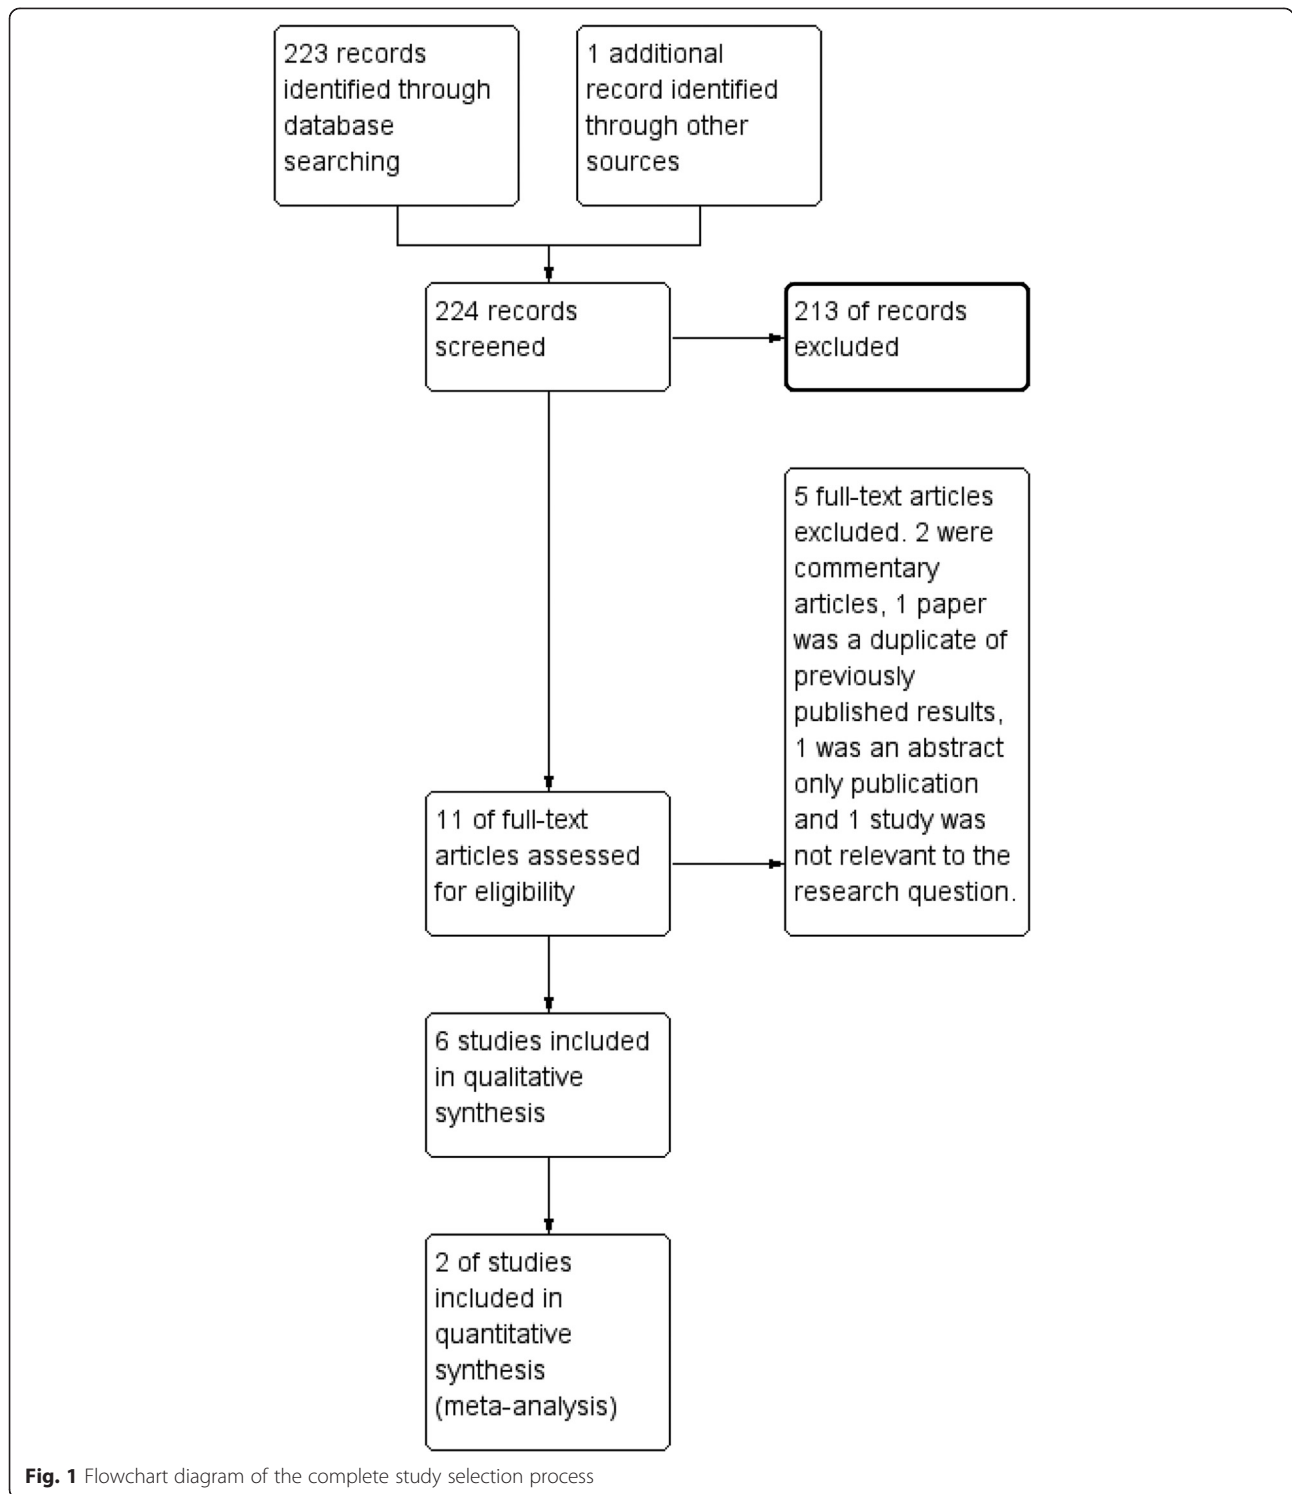 223 records
identified through
database
searching
1 additional
record identified
through other
sources
224 records
screened
213 of records
excluded
5 full-text articles
excluded. 2 were
commentary
articles, 1 paper
was a duplicate of
previously
published results,
1 was an abstract
only publication
and 1 study was
not relevant to the
research question.
11 of full-text
articles assessed
for eligibility
6 studies included
in qualitative
synthesis
2 of studies
included in
quantitative
synthesis
(meta-analysis)
Fig. 1 Flowchart diagram of the complete study selection process